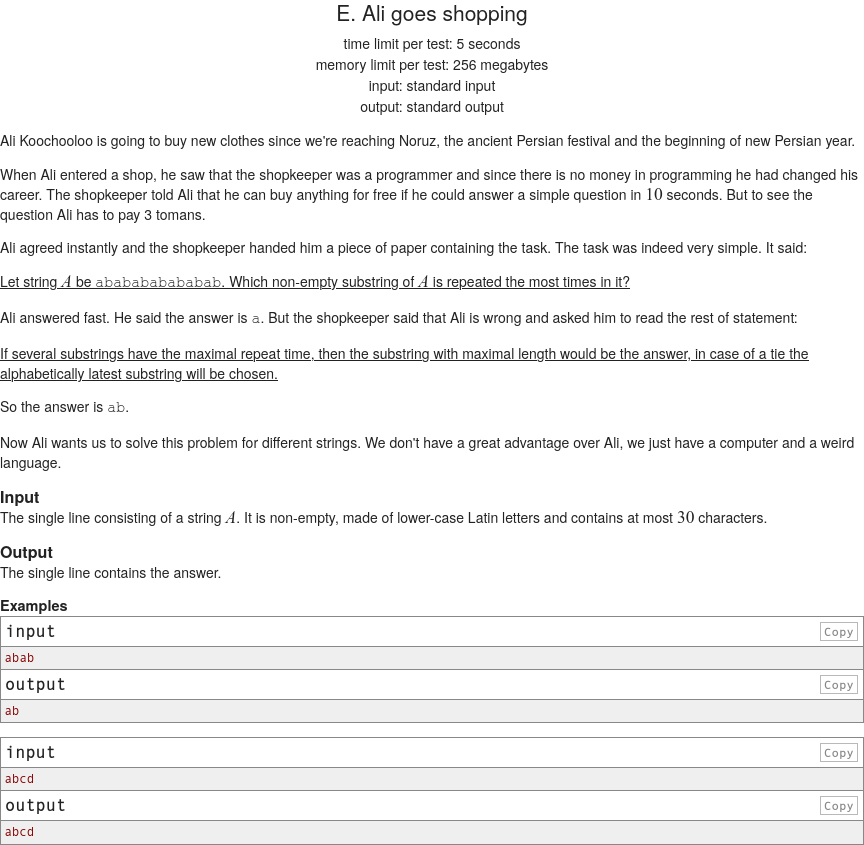 E. Ali goes shopping
time limit per test: 5 seconds
memory limit per test: 256 megabytes
input: standard input
output: standard output
Ali Koochooloo is going to buy new clothes since we're reaching Noruz, the ancient Persian festival and the beginning of new Persian year.
When Ali entered a shop, he saw that the shopkeeper was a programmer and since there is no money in programming he had changed his
career. The shopkeeper told Ali that he can buy anything for free if he could answer a simple question in 10 seconds. But to see the
question Ali has to pay 3 tomans.
Ali agreed instantly and the shopkeeper handed him a piece of paper containing the task. The task was indeed very simple. It said:
Let string A be ababababababab. Which non-empty substring of A is repeated the most times in it?
Ali answered fast. He said the answer is a. But the shopkeeper said that Ali is wrong and asked him to read the rest of statement:
If several substrings have the maximal repeat time, then the substring with maximal length would be the answer, in case of a tie the
alphabetically latest substring will be chosen.
So the answer is ab.
Now Ali wants us to solve this problem for different strings. We don't have a great advantage over Ali, we just have a computer and a weird
language.
Input
The single line consisting of a string A. It is non-empty, made of lower-case Latin letters and contains at most 30 characters.
Output
The single line contains the answer.
Examples
input Copy
abab
output Copy
ab
input Copy
abcd
output Copy
abcd